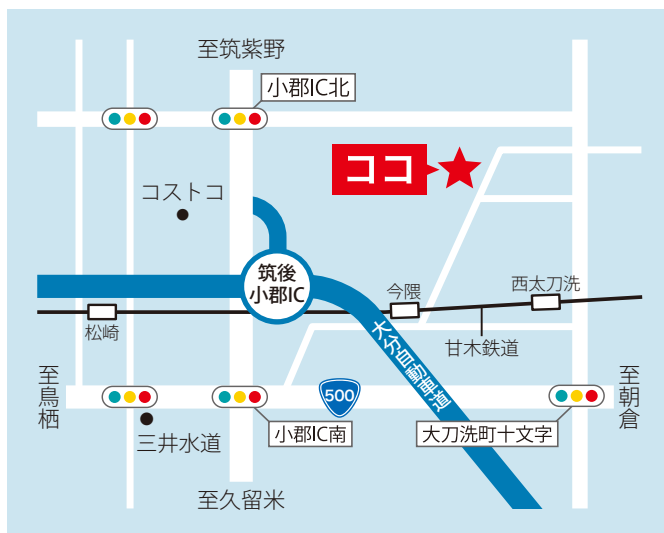 至筑紫野
小郡IC北
ココ
コストコ
筑後
小郡IC
今隈
西太刀洗
松崎
甘木鉄道
大分自動車道
至鳥栖
500
至朝倉
三井水道
小郡IC南
大刀洗町十文字
至久留米